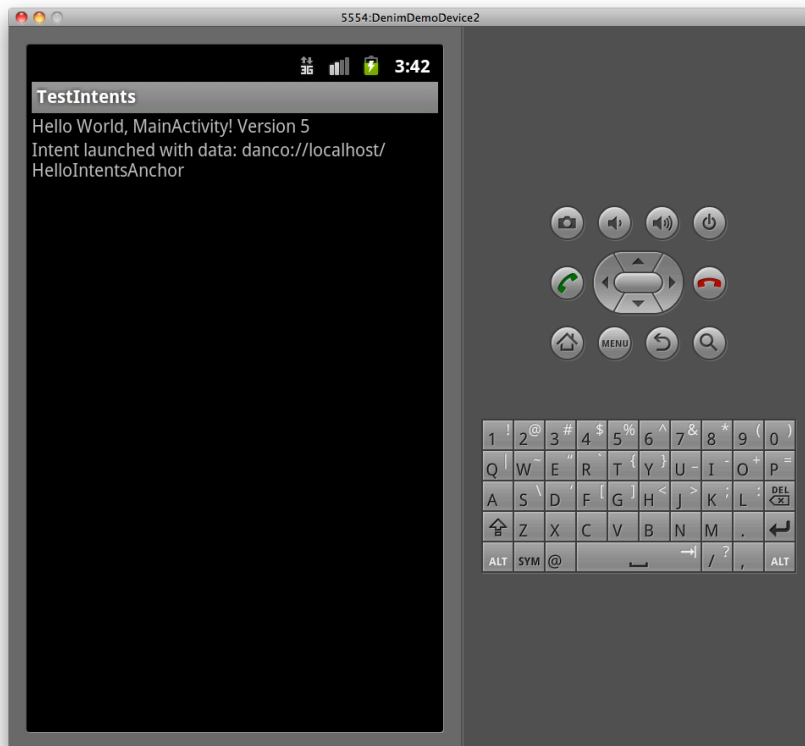 5554:DenimDemoDevice2
3G 3:42
TestIntents
Hello World, MainActivity! Version 5
Intent launched with data: danco://localhost/
HelloIntentsAnchor
MENU
1 ! 2 @ 3 # 4 $ 5 % 6 ^ 7 & 8 * 9 ( 0 )
Q | W ~ E “ R ` T { Y } U _ I - O + P =
A S \ D ‘ F [ G ] H < J > K ; L : DEL
Z X C V B N M .
ALT SYM @ / ? , ALT